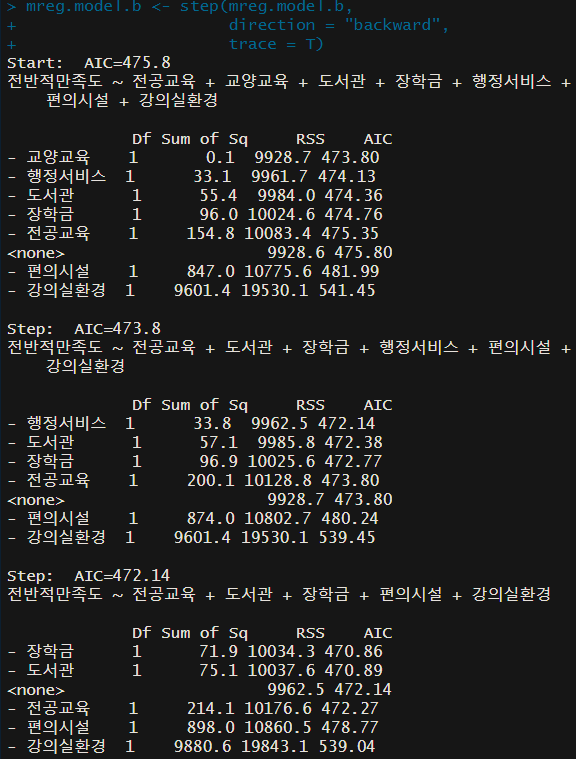 > mreg.model.b <- step(mreg.model.b,
+                      direction = "backward",
+                      trace = T)
Start:  AIC=475.8
전반적만족도 ~ 전공교육 + 교양교육 + 도서관 + 장학금 + 행정서비스 +
    편의시설 + 강의실환경

             Df Sum of Sq     RSS    AIC
- 교양교육    1       0.1  9928.7 473.80
- 행정서비스  1      33.1  9961.7 474.13
- 도서관      1      55.4  9984.0 474.36
- 장학금      1      96.0 10024.6 474.76
- 전공교육    1     154.8 10083.4 475.35
<none>                     9928.6 475.80
- 편의시설    1     847.0 10775.6 481.99
- 강의실환경  1    9601.4 19530.1 541.45

Step:  AIC=473.8
전반적만족도 ~ 전공교육 + 도서관 + 장학금 + 행정서비스 + 편의시설 +
    강의실환경

             Df Sum of Sq     RSS    AIC
- 행정서비스  1      33.8  9962.5 472.14
- 도서관      1      57.1  9985.8 472.38
- 장학금      1      96.9 10025.6 472.77
- 전공교육    1     200.1 10128.8 473.80
<none>                     9928.7 473.80
- 편의시설    1     874.0 10802.7 480.24
- 강의실환경  1    9601.4 19530.1 539.45

Step:  AIC=472.14
전반적만족도 ~ 전공교육 + 도서관 + 장학금 + 편의시설 + 강의실환경

             Df Sum of Sq     RSS    AIC
- 장학금      1      71.9 10034.3 470.86
- 도서관      1      75.1 10037.6 470.89
<none>                     9962.5 472.14
- 전공교육    1     214.1 10176.6 472.27
- 편의시설    1     898.0 10860.5 478.77
- 강의실환경  1    9880.6 19843.1 539.04